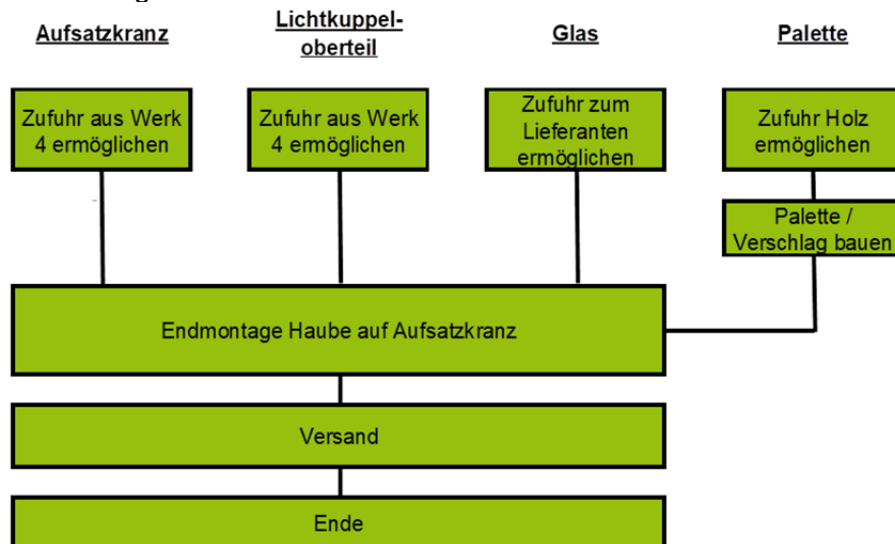 Aufsatzkranz
Lichtkuppel-
oberteil
Glas
Palette
Zufuhr aus Werk
4 ermöglichen
Zufuhr aus Werk
4 ermöglichen
Zufuhr zum
Lieferanten
ermöglichen
Zufuhr Holz
ermöglichen
Palette /
Verschlag bauen
Endmontage Haube auf Aufsatzkranz
Versand
Ende